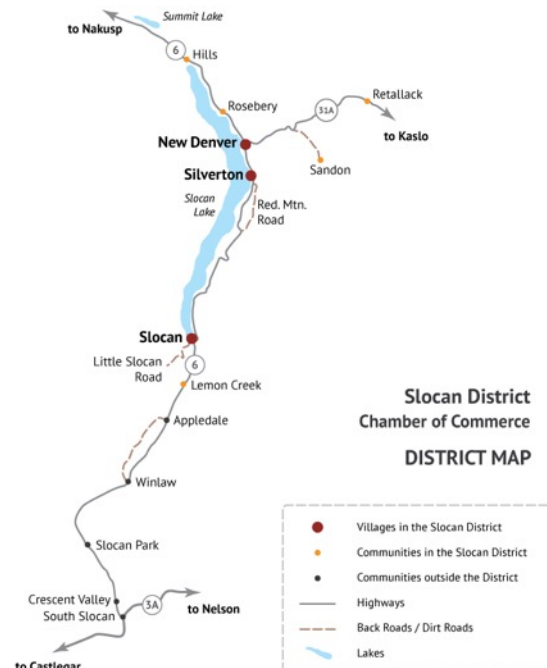 Summit Lake
to Nakusp
6
Hills
Retallack
Rosebery
31A
New Denver
to Kaslo
Silverton
Sandon
Slocan
Lake
Red. Mtn.
Road
Slocan
Little Slocan
Road
6
Lemon Creek
Appledale
Winlaw
Slocan Park
Crescent Valley
South Slocan
3A
to Nelson
to Castlegar
Slocan District
Chamber of Commerce
DISTRICT MAP
Villages in the Slocan District
Communities in the Slocan District
Communities outside the District
Highways
Back Roads / Dirt Roads
Lakes